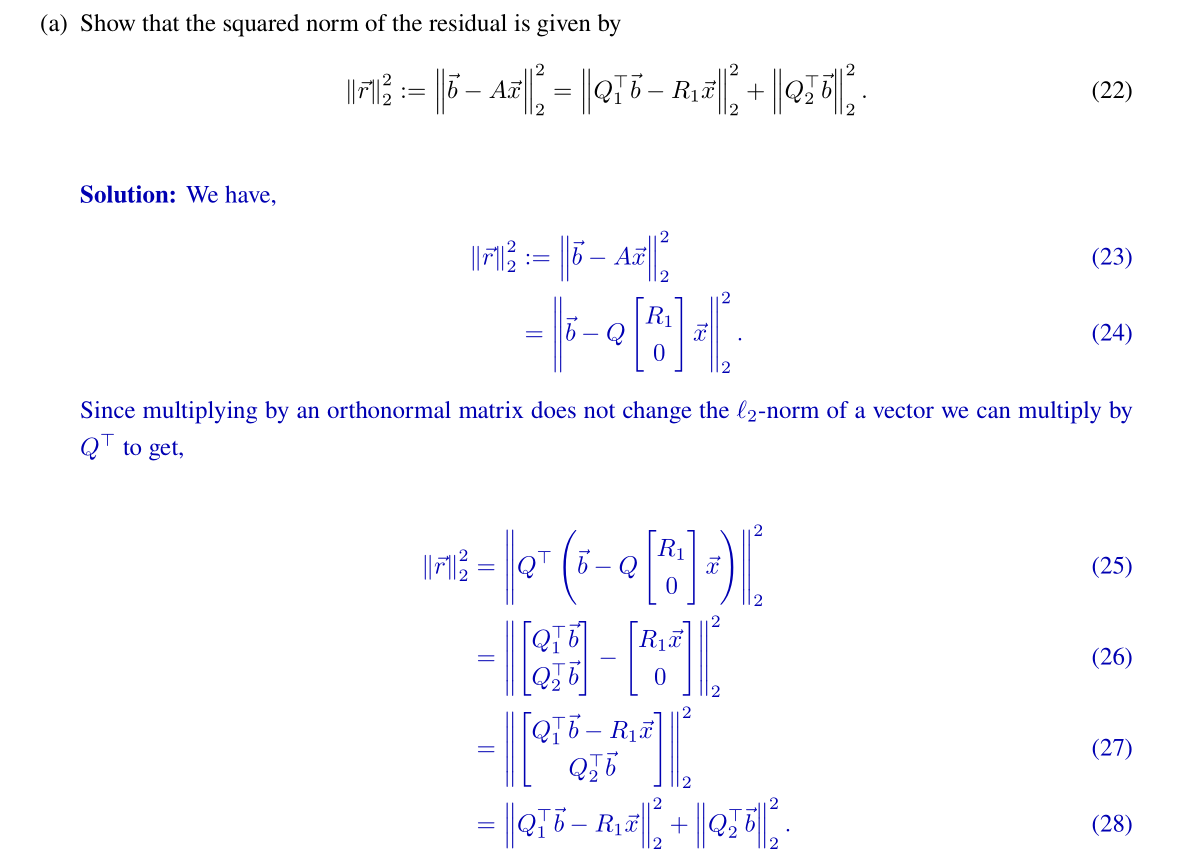 (a) Show that the squared norm of the residual is given by
$\|\vec{r}\|_2^2 := \left\|\vec{b} - A\vec{x}\right\|_2^2 = \left\|Q_1^\top \vec{b} - R_1\vec{x}\right\|_2^2 + \left\|Q_2^\top \vec{b}\right\|_2^2.$ (22)
Solution: We have,
$\|\vec{r}\|_2^2 := \left\|\vec{b} - A\vec{x}\right\|_2^2$ (23)
$= \left\|\vec{b} - Q \begin{bmatrix} R_1 \\ 0 \end{bmatrix} \vec{x}\right\|_2^2.$ (24)
Since multiplying by an orthonormal matrix does not change the $\ell_2$-norm of a vector we can multiply by
$Q^\top$ to get,
$\|\vec{r}\|_2^2 = \left\|Q^\top \left(\vec{b} - Q \begin{bmatrix} R_1 \\ 0 \end{bmatrix} \vec{x}\right)\right\|_2^2$ (25)
$= \left\|\begin{bmatrix} Q_1^\top \vec{b} \\ Q_2^\top \vec{b} \end{bmatrix} - \begin{bmatrix} R_1\vec{x} \\ 0 \end{bmatrix}\right\|_2^2$ (26)
$= \left\|\begin{bmatrix} Q_1^\top \vec{b} - R_1\vec{x} \\ Q_2^\top \vec{b} \end{bmatrix}\right\|_2^2$ (27)
$= \left\|Q_1^\top \vec{b} - R_1\vec{x}\right\|_2^2 + \left\|Q_2^\top \vec{b}\right\|_2^2.$ (28)